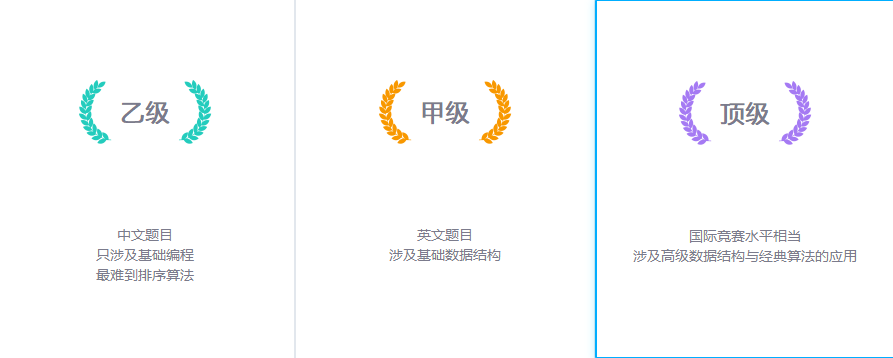 乙级
中文题目
只涉及基础编程
最难到排序算法
甲级
英文题目
涉及基础数据结构
顶级
国际竞赛水平相当
涉及高级数据结构与经典算法的应用